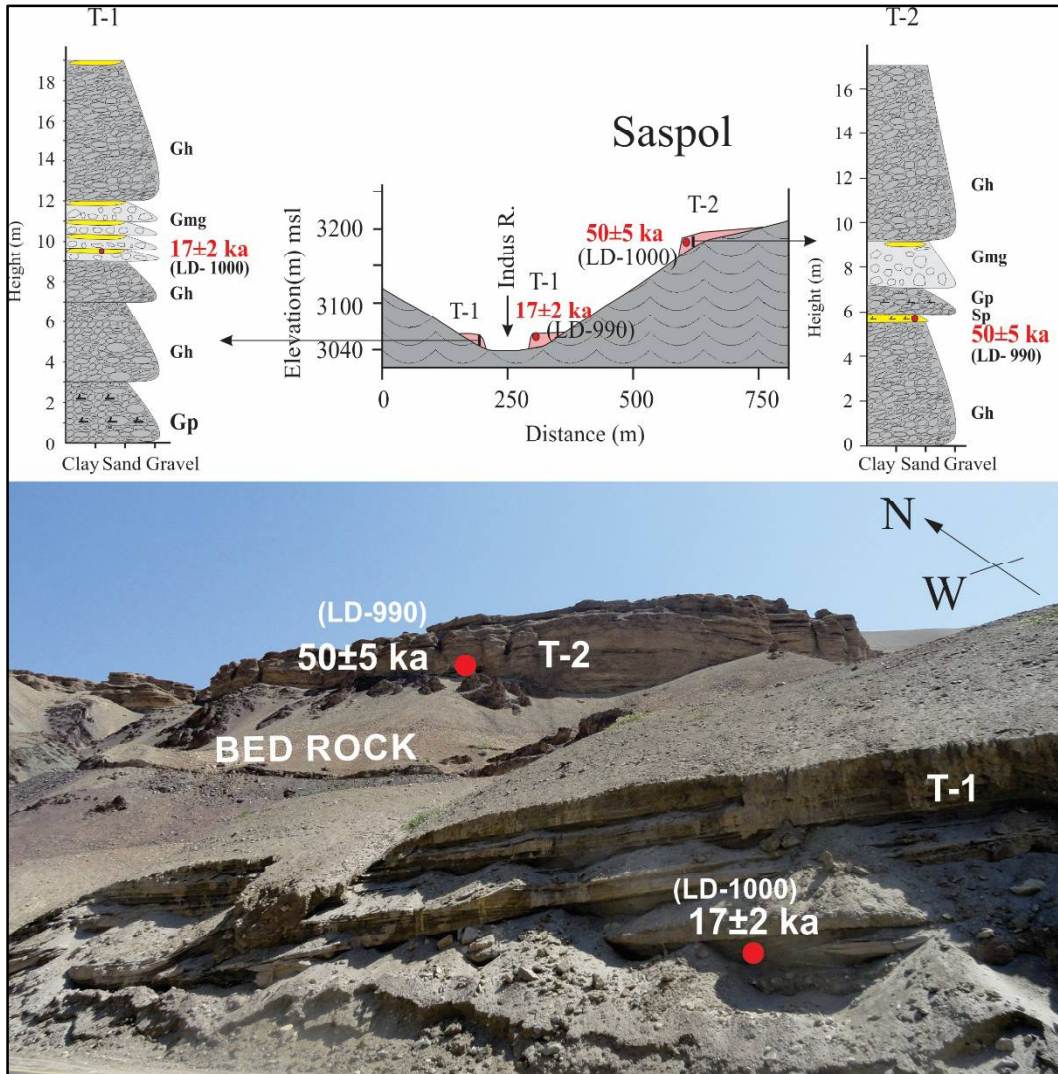 T-1
18
16
14
12
10
8
6
4
2
0
Height (m)
Gh
Gmg
17±2 ka
(LD- 1000)
Gh
Gh
Gp
Clay Sand Gravel
Saspol
Elevation(m) msl
3200
3100
3040
Indus R.
T-2
50±5 ka
(LD-1000)
T-1
T-1
17±2 ka
(LD-990)
0
250
500
750
Distance (m)
T-2
16
14
12
10
8
6
4
2
0
Height (m)
Gh
Gmg
Gp
Sp
50±5 ka
(LD- 990)
Gh
Clay Sand Gravel
N
W
(LD-990)
50±5 ka
T-2
BED ROCK
T-1
(LD-1000)
17±2 ka